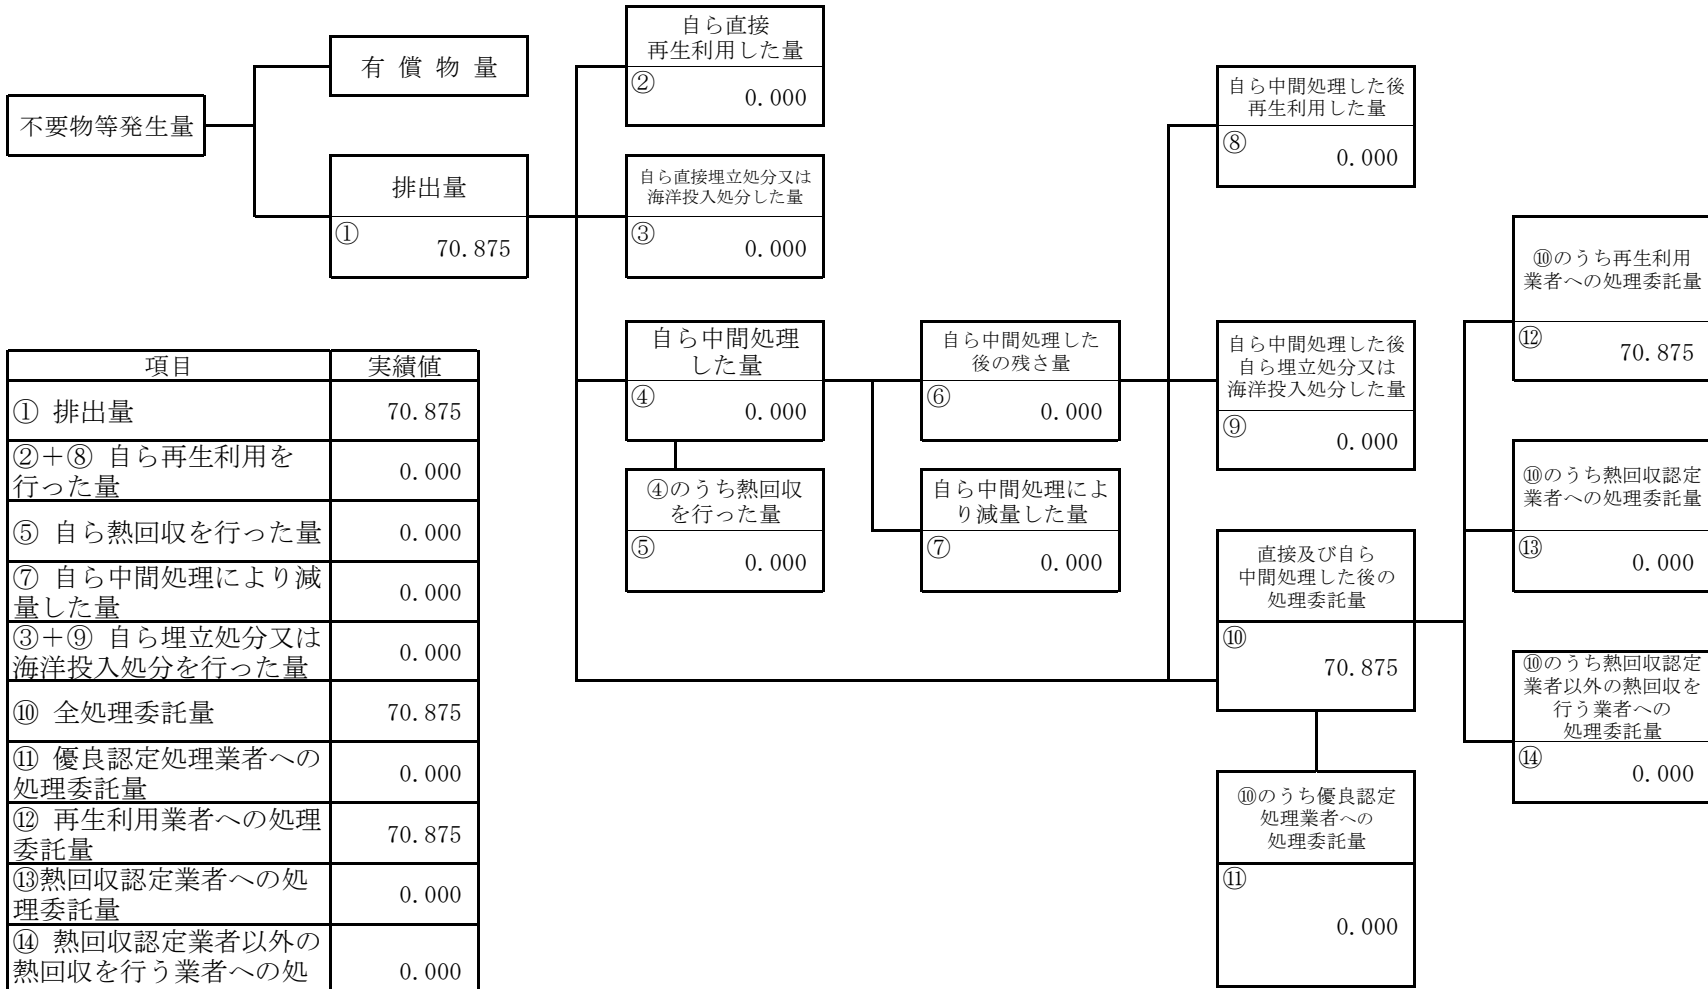 不要物等発生量
有 償 物 量
排出量
①
70.875
自ら直接
再生利用した量
②
0.000
自ら直接埋立処分又は
海洋投入処分した量
③
0.000
自ら中間処理
した量
④
0.000
④のうち熱回収
を行った量
⑤
0.000
自ら中間処理した
後の残さ量
⑥
0.000
自ら中間処理によ
り減量した量
⑦
0.000
自ら中間処理した後
再生利用した量
⑧
0.000
自ら中間処理した後
自ら埋立処分又は
海洋投入処分した量
⑨
0.000
直接及び自ら
中間処理した後の
処理委託量
⑩
70.875
⑩のうち優良認定
処理業者への
処理委託量
⑪
0.000
⑩のうち再生利用
業者への処理委託量
⑫
70.875
⑩のうち熱回収認定
業者への処理委託量
⑬
0.000
⑩のうち熱回収認定
業者以外の熱回収を
行う業者への
処理委託量
⑭
0.000
項目 実績値
① 排出量 70.875
②＋⑧ 自ら再生利用を
行った量 0.000
⑤ 自ら熱回収を行った量 0.000
⑦ 自ら中間処理により減
量した量 0.000
③＋⑨ 自ら埋立処分又は
海洋投入処分を行った量 0.000
⑩ 全処理委託量 70.875
⑪ 優良認定処理業者への
処理委託量 0.000
⑫ 再生利用業者への処理
委託量 70.875
⑬熱回収認定業者への処
理委託量 0.000
⑭ 熱回収認定業者以外の
熱回収を行う業者への処 0.000